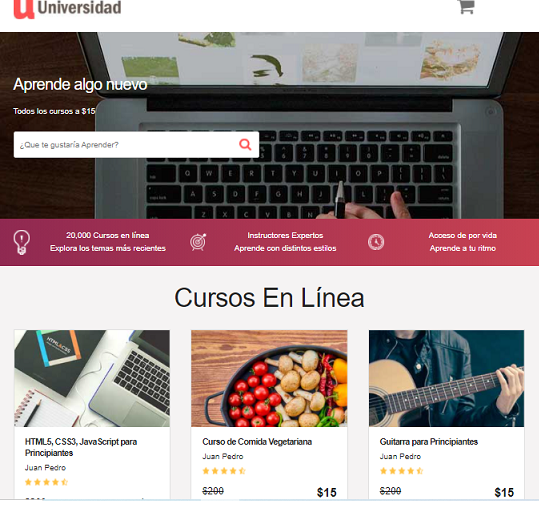 Universidad
Aprende algo nuevo
Todos los cursos a $15
¿Que te gustaría Aprender?
20,000 Cursos en línea
Explora los temas más recientes
Instructores Expertos
Aprende con distintos estilos
Acceso de por vida
Aprende a tu ritmo
Cursos En Línea
HTML&CSS
HTML5, CSS3, JavaScript para
Principiantes
Juan Pedro
Curso de Comida Vegetariana
Juan Pedro
$200
$15
Guitarra para Principiantes
Juan Pedro
$200
$15